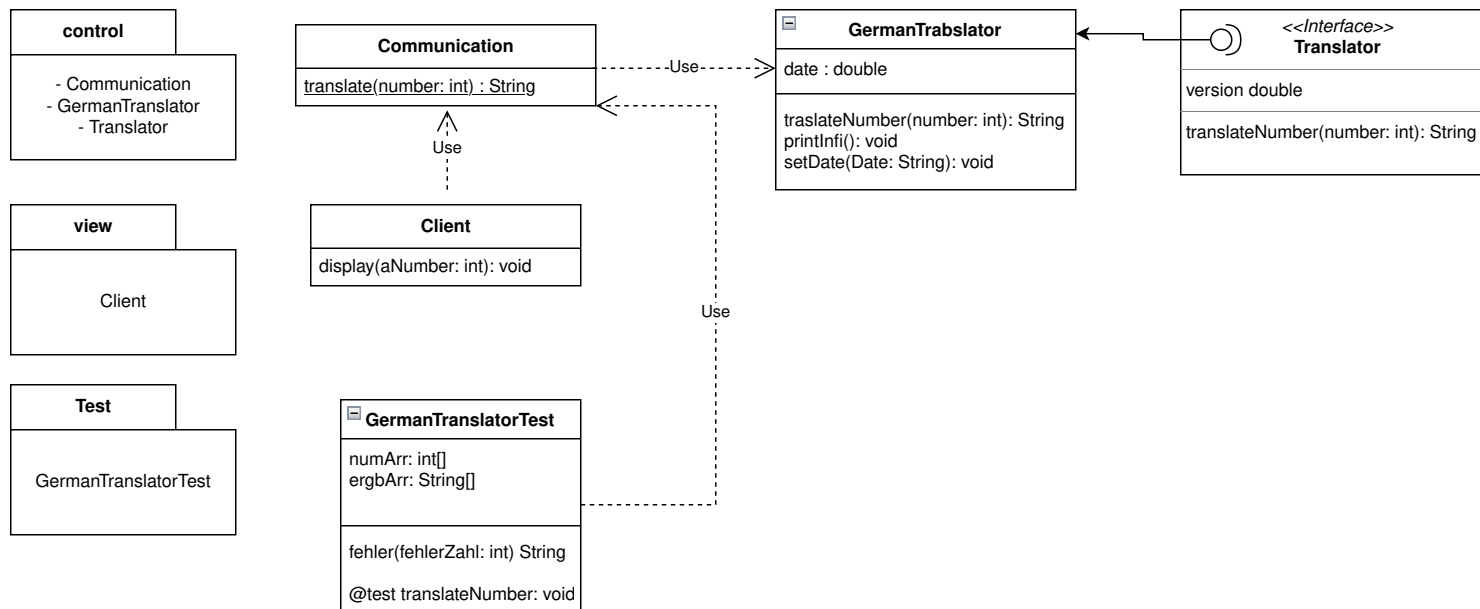 control
- Communication
- GermanTranslator
- Translator
view
Client
Test
GermanTranslatorTest
Communication
translate(number: int) : String
Use
Client
display(aNumber: int): void
GermanTranslatorTest
numArr: int[]
ergbArr: String[]
fehler(fehlerZahl: int) String
@test translateNumber: void
Use
Use
GermanTrabslator
date : double
traslateNumber(number: int): String
printInfi(): void
setDate(Date: String): void
<<Interface>>
Translator
version double
translateNumber(number: int): String